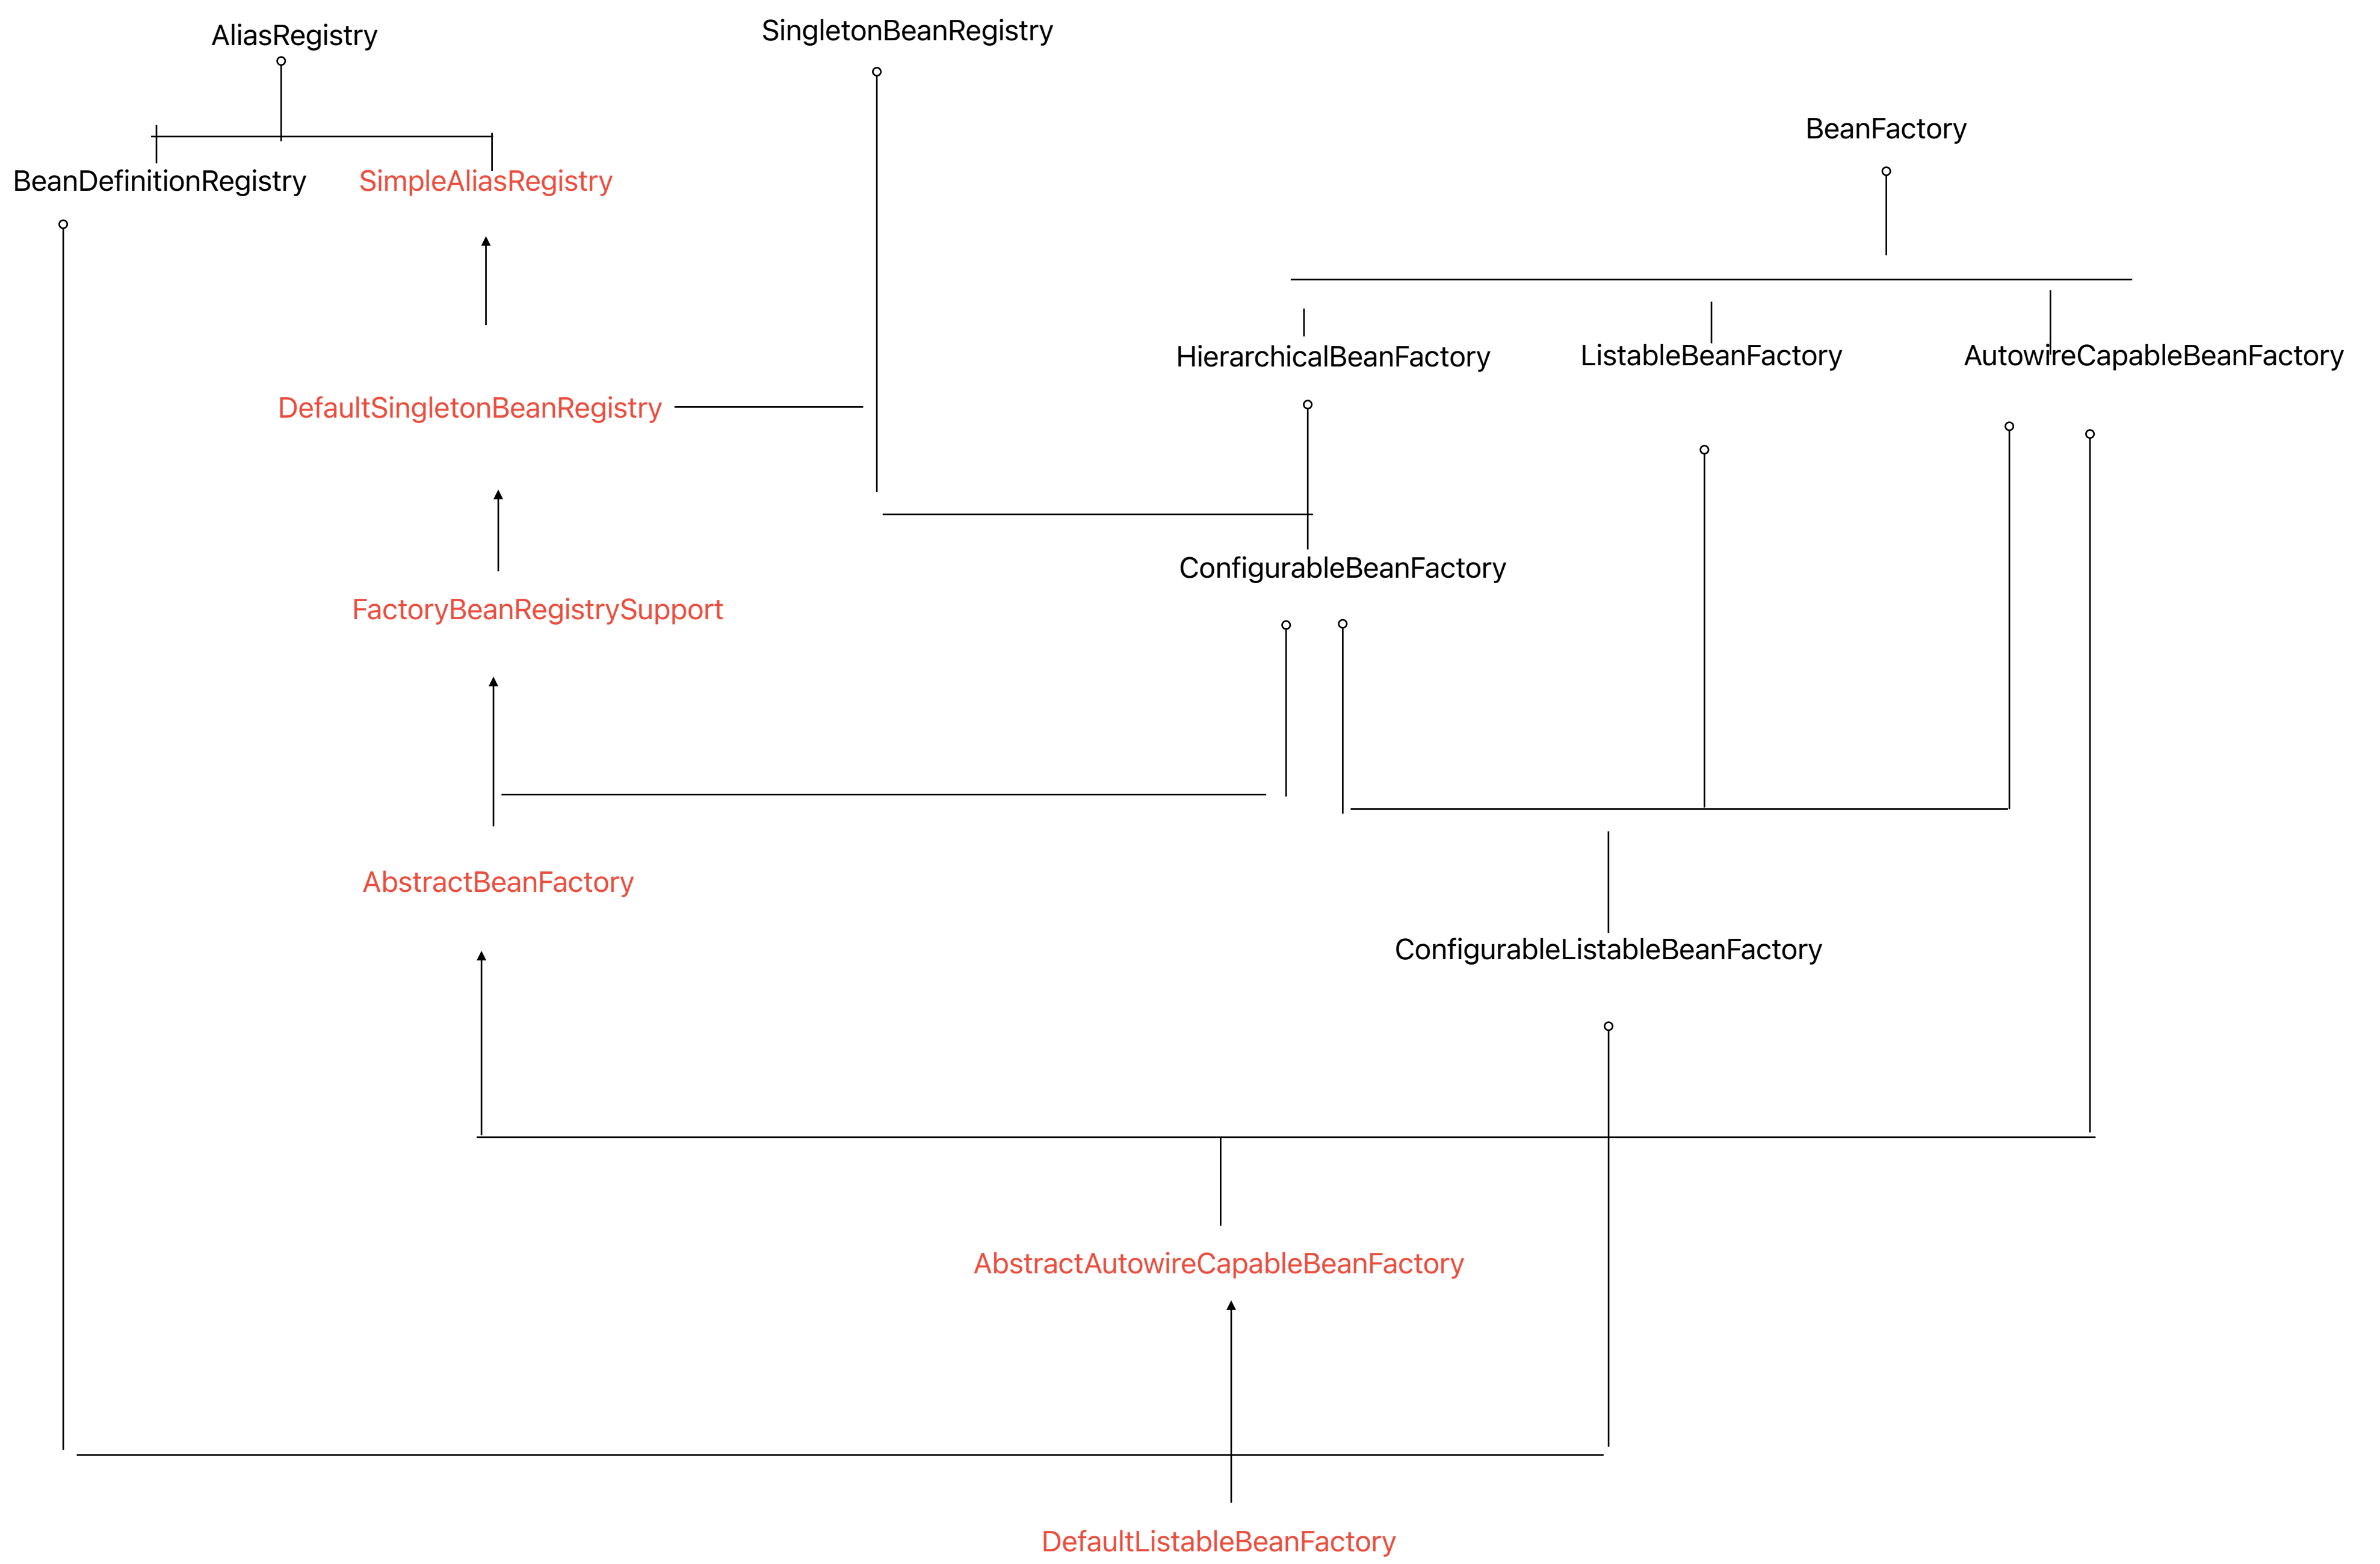 AliasRegistry
SingletonBeanRegistry
BeanFactory
BeanDefinitionRegistry
SimpleAliasRegistry
HierarchicalBeanFactory
ListableBeanFactory
AutowireCapableBeanFactory
DefaultSingletonBeanRegistry
ConfigurableBeanFactory
FactoryBeanRegistrySupport
AbstractBeanFactory
ConfigurableListableBeanFactory
AbstractAutowireCapableBeanFactory
DefaultListableBeanFactory